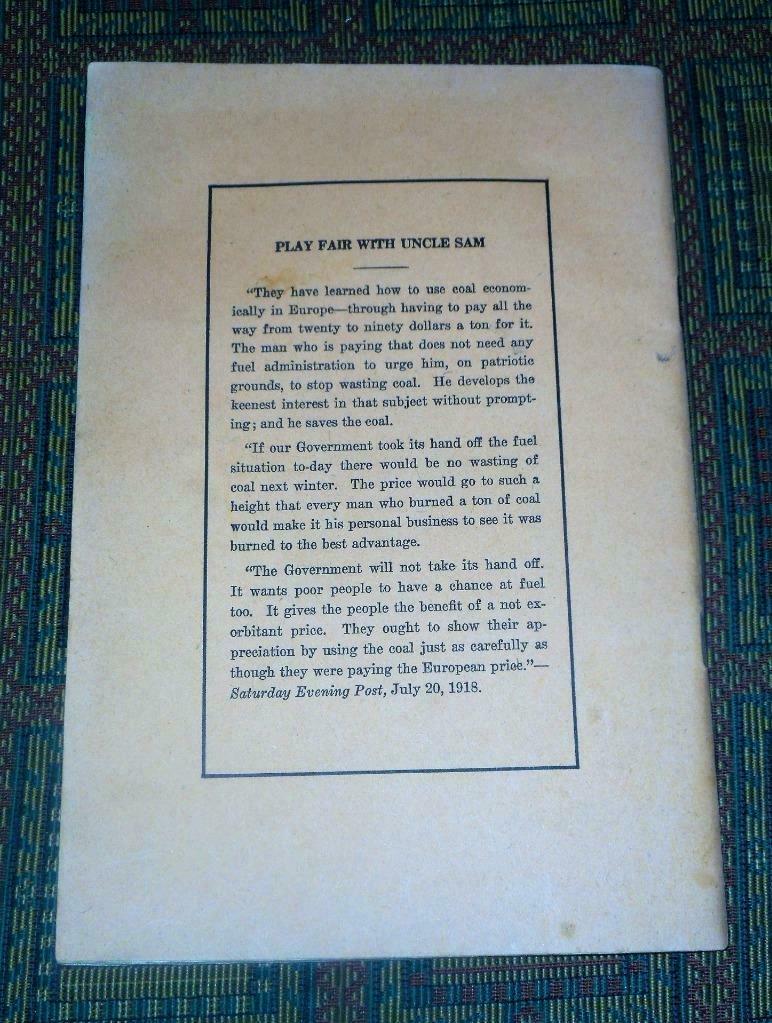 PLAY FAIR WITH UNCLE SAM
"They have learned how to use coal econom-
ically in Europe—through having to pay all the
way from twenty to ninety dollars a ton for it.
The man who is paying that does not need any
fuel administration to urge him, on patriotic
grounds, to stop wasting coal. He develops the
keenest interest in that subject without prompt-
ing; and he saves the coal.
"If our Government took its hand off the fuel
situation to-day there would be no wasting of
coal next winter. The price would go to such a
height that every man who burned a ton of coal
would make it his personal business to see it was
burned to the best advantage.
"The Government will not take its hand off.
It wants poor people to have a chance at fuel
too. It gives the people the benefit of a not ex-
orbitant price. They ought to show their ap-
preciation by using the coal just as carefully as
though they were paying the European price."—
Saturday Evening Post, July 20, 1918.